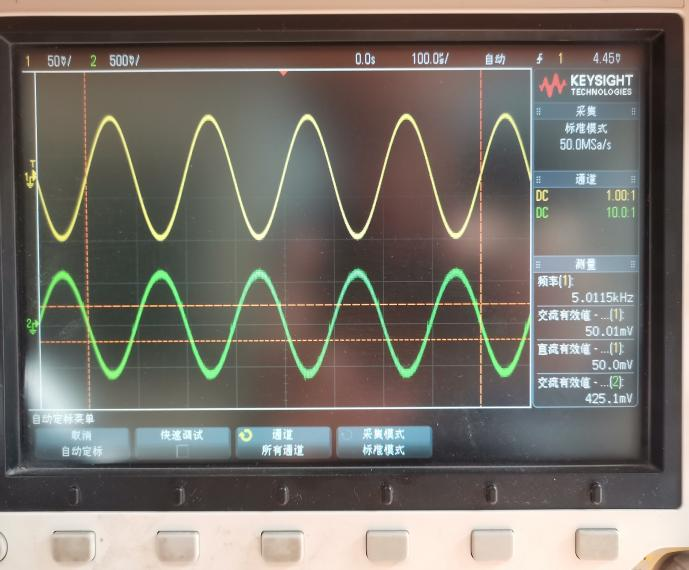 1 50㎷/ 2 500㎷/ 0.0s 100.0㎲/ 自动 1 4.45㎷
T
1
2
KEYSIGHT
TECHNOLOGIES
采集
标准模式
50.0MSa/s
通道
DC 1.00:1
DC 10.0:1
测量
频率(1):
5.0115kHz
交流有效值 - ...(1):
50.01mV
直流有效值 - ...(1):
50.0mV
交流有效值 - ...(2):
425.1mV
自动定标菜单
取消
自动定标
快速调试
通道
所有通道
采集模式
标准模式